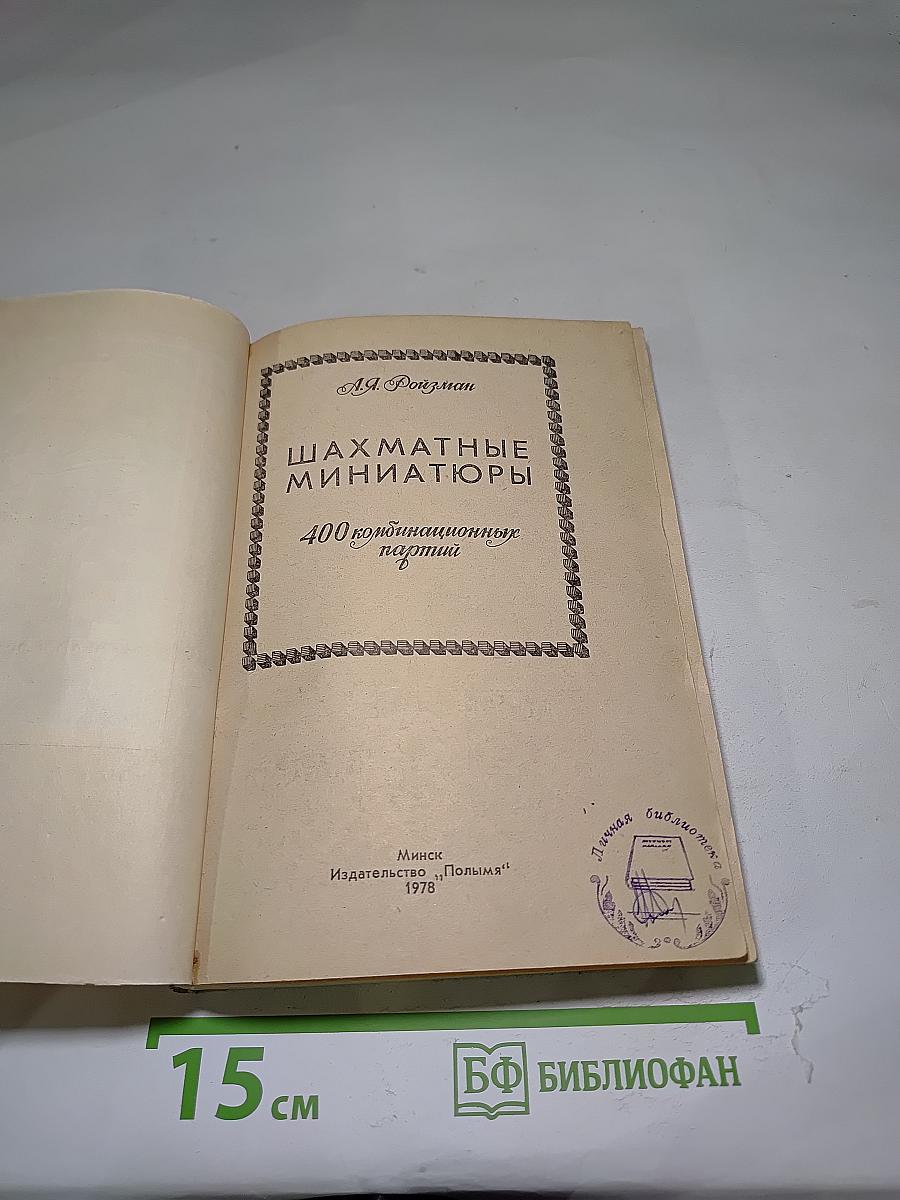 А.Я. Ройзман
ШАХМАТНЫЕ
МИНИАТЮРЫ
400 комбинационных
партий
Минск
Издательство „Полымя“
1978
Личная библиотека
15 см
БФ БИБЛИОФАН